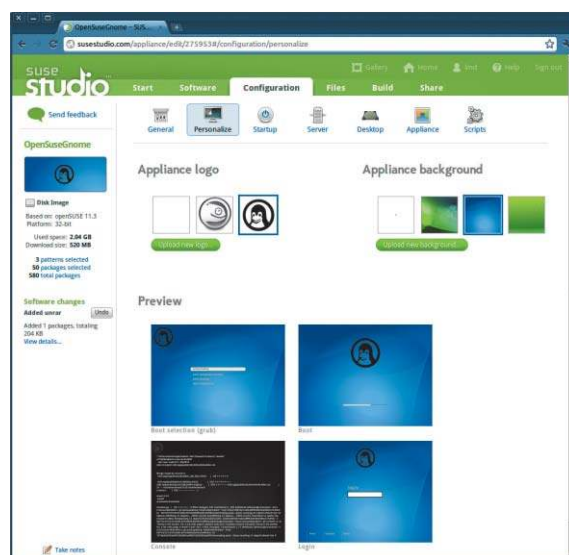 OpenSuseGnome - SUS...
susestudio.com/appliance/edit/275953#/configuration/personalize
suse studio
Gallery Home Help Sign out
Start Software Configuration Files Build Share
Send feedback
General Personalize Startup Server Desktop Appliance Scripts
OpenSuseGnome
Disk Image
Based on: openSUSE 11.3
Platform: 32-bit
Used space: 2.04 GB
Download size: 520 MB
3 patterns selected
50 packages selected
580 total packages
Software changes
Added unrar Undo
Added 1 packages, totaling
204 KB
View details...
Take notes
Appliance logo
Upload new logo...
Appliance background
Upload new background...
Preview
Boot selection (grub)
Boot
Console
Login